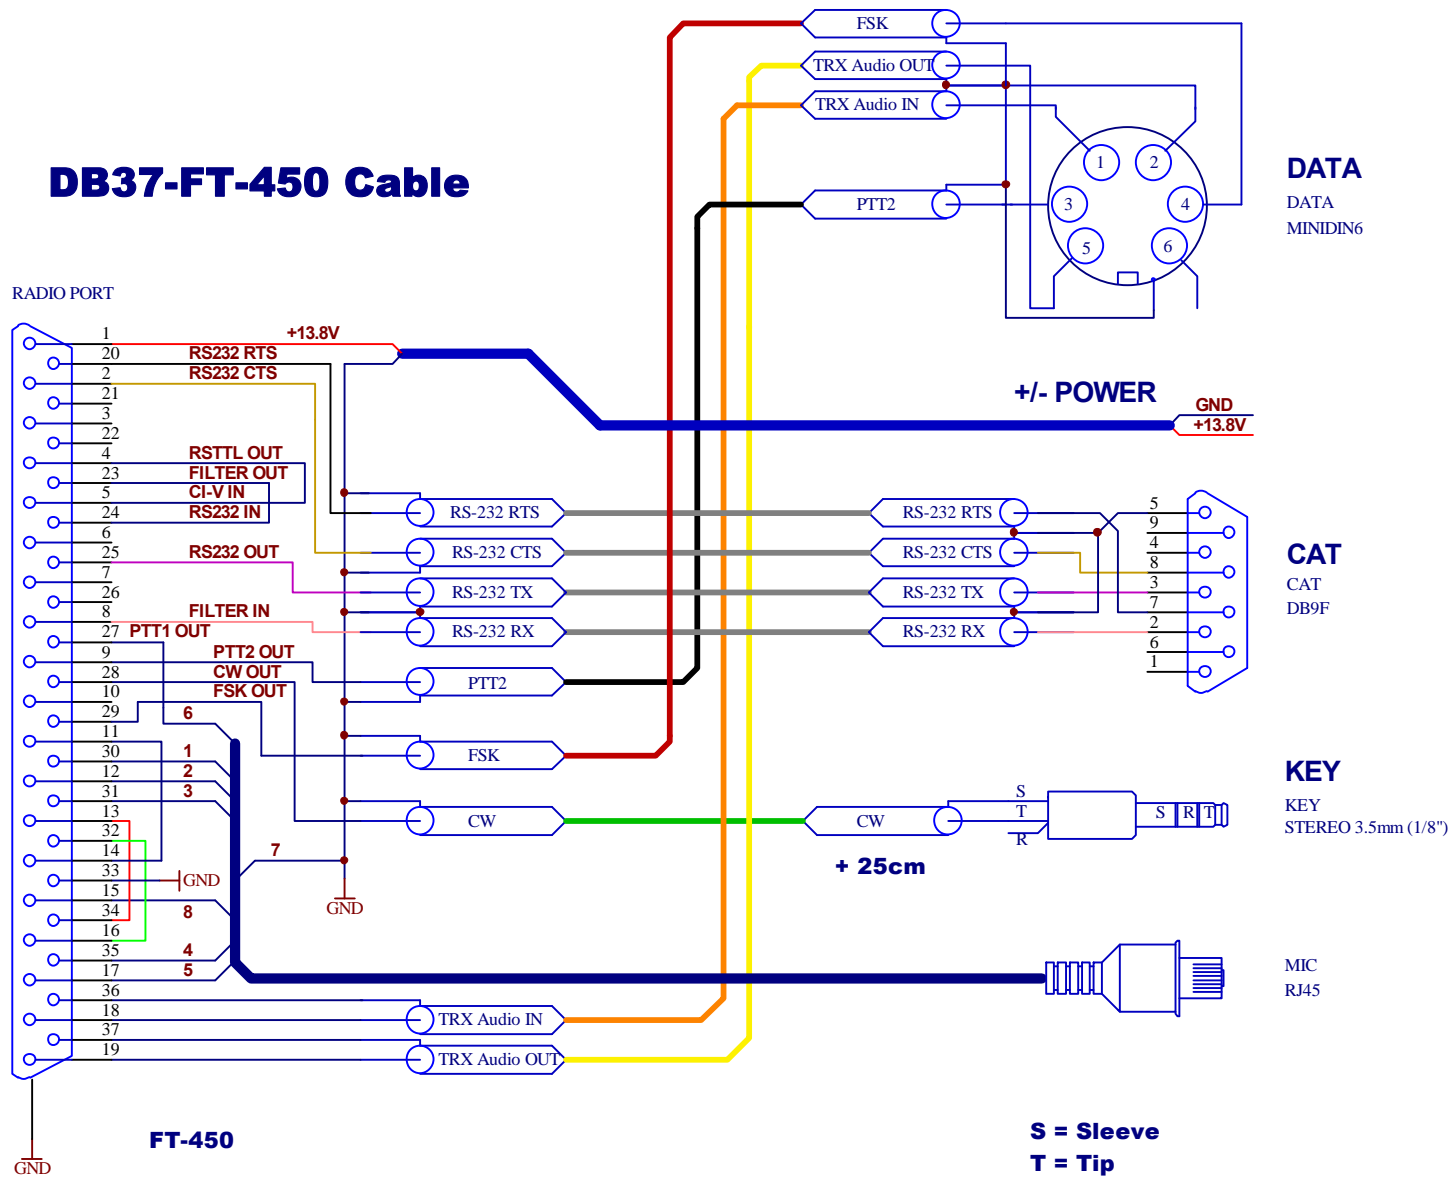 FSK
TRX Audio OUT
TRX Audio IN
PTT2
1
2
3
4
5
6
DATA
DATA
MINIDIN6
DB37-FT-450 Cable
RADIO PORT
1
+13.8V
20
RS232 RTS
2
RS232 CTS
21
3
22
4
RSTTL OUT
23
FILTER OUT
5
CI-V IN
24
RS232 IN
6
25
RS232 OUT
7
26
8
FILTER IN
27
PTT1 OUT
9
PTT2 OUT
28
CW OUT
10
FSK OUT
29
6
11
30
1
12
2
31
3
13
32
14
7
33
GND
15
8
34
16
35
4
17
5
36
18
37
19
GND
GND
FT-450
+/- POWER
GND
+13.8V
RS-232 RTS
RS-232 CTS
RS-232 TX
RS-232 RX
PTT2
FSK
CW
TRX Audio IN
TRX Audio OUT
RS-232 RTS
RS-232 CTS
RS-232 TX
RS-232 RX
5
9
4
8
3
7
2
6
1
CAT
CAT
DB9F
CW
+ 25cm
S
T
R
S R T
KEY
KEY
STEREO 3.5mm (1/8")
MIC
RJ45
S = Sleeve
T = Tip